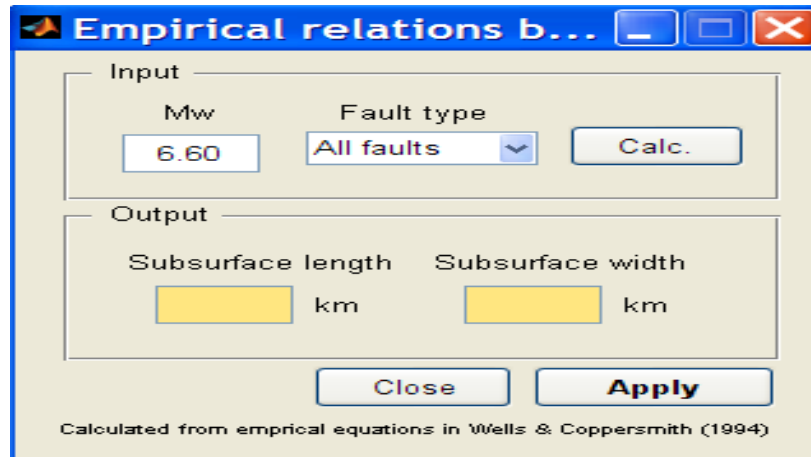 Empirical relations b...
Input
Mw Fault type
6.60 All faults Calc.
Output
Subsurface length Subsurface width
km km
Close Apply
Calculated from emprical equations in Wells & Coppersmith (1994)